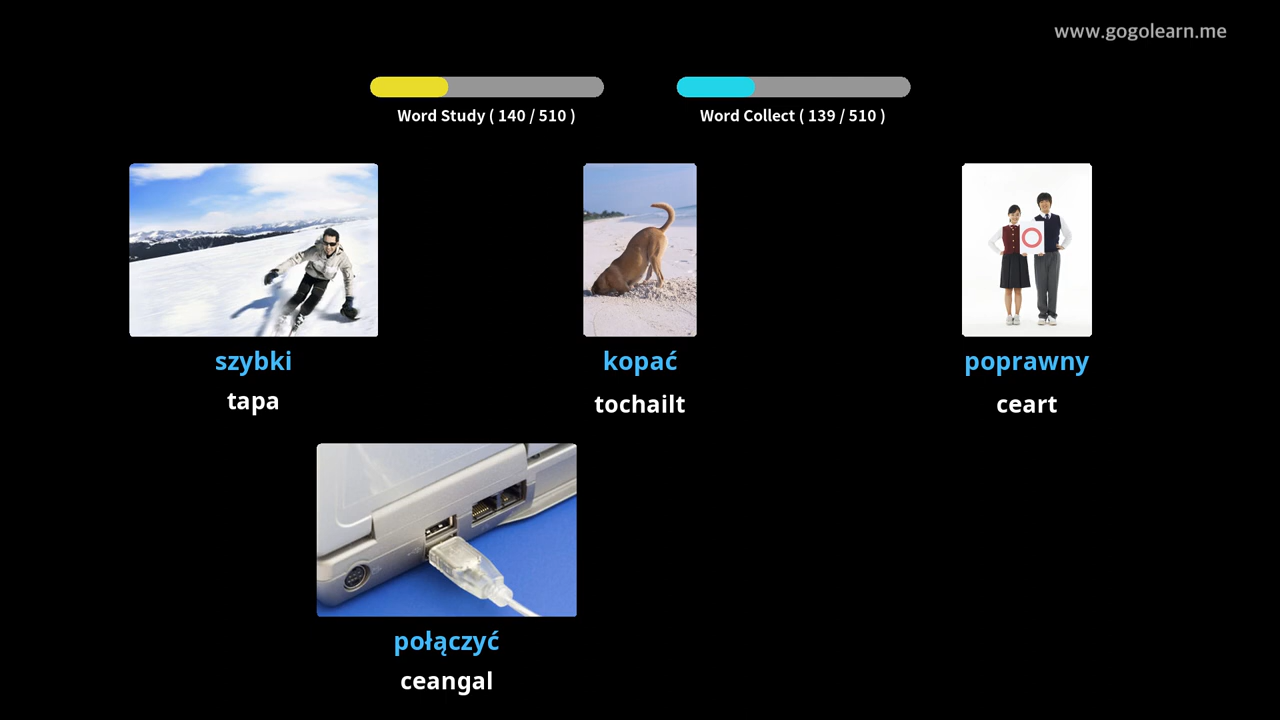 www.gogolearn.me
Word Study ( 140 / 510 )
Word Collect ( 139 / 510 )
szybki
tapa
kopać
tochailt
poprawny
ceart
połączyć
ceangal